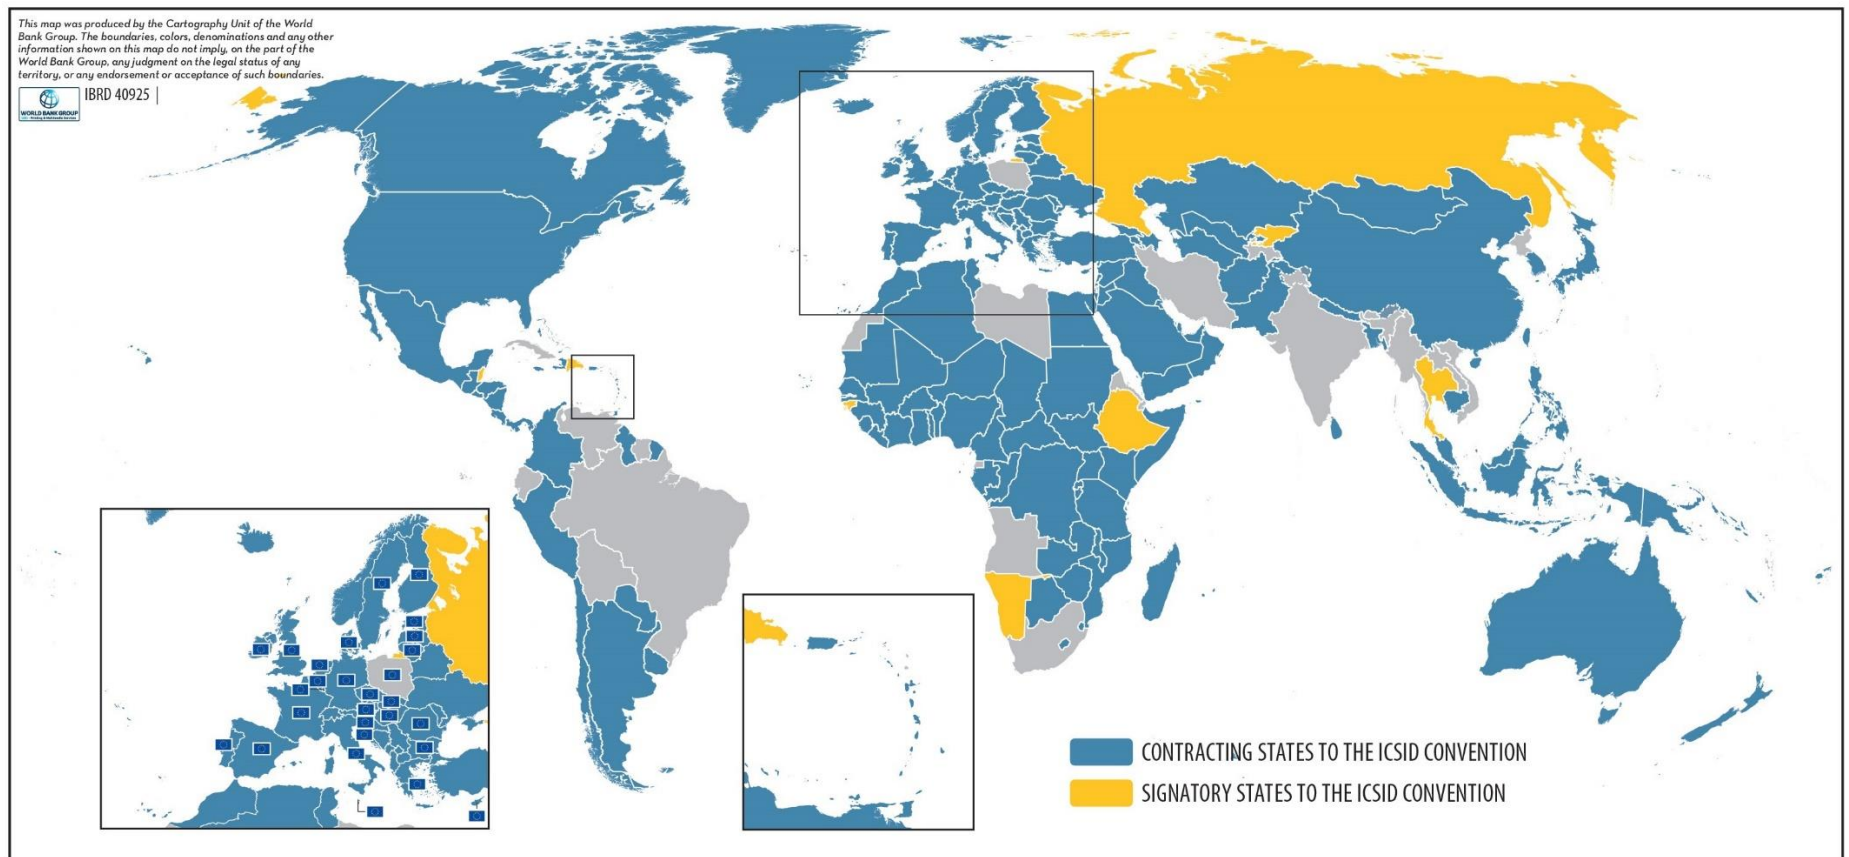 This map was produced by the Cartography Unit of the World
Bank Group. The boundaries, colors, denominations and any other
information shown on this map do not imply, on the part of the
World Bank Group, any judgment on the legal status of any
territory, or any endorsement or acceptance of such boundaries.
IBRD 40925 |
WORLD BANK GROUP
CONTRACTING STATES TO THE ICSID CONVENTION
SIGNATORY STATES TO THE ICSID CONVENTION